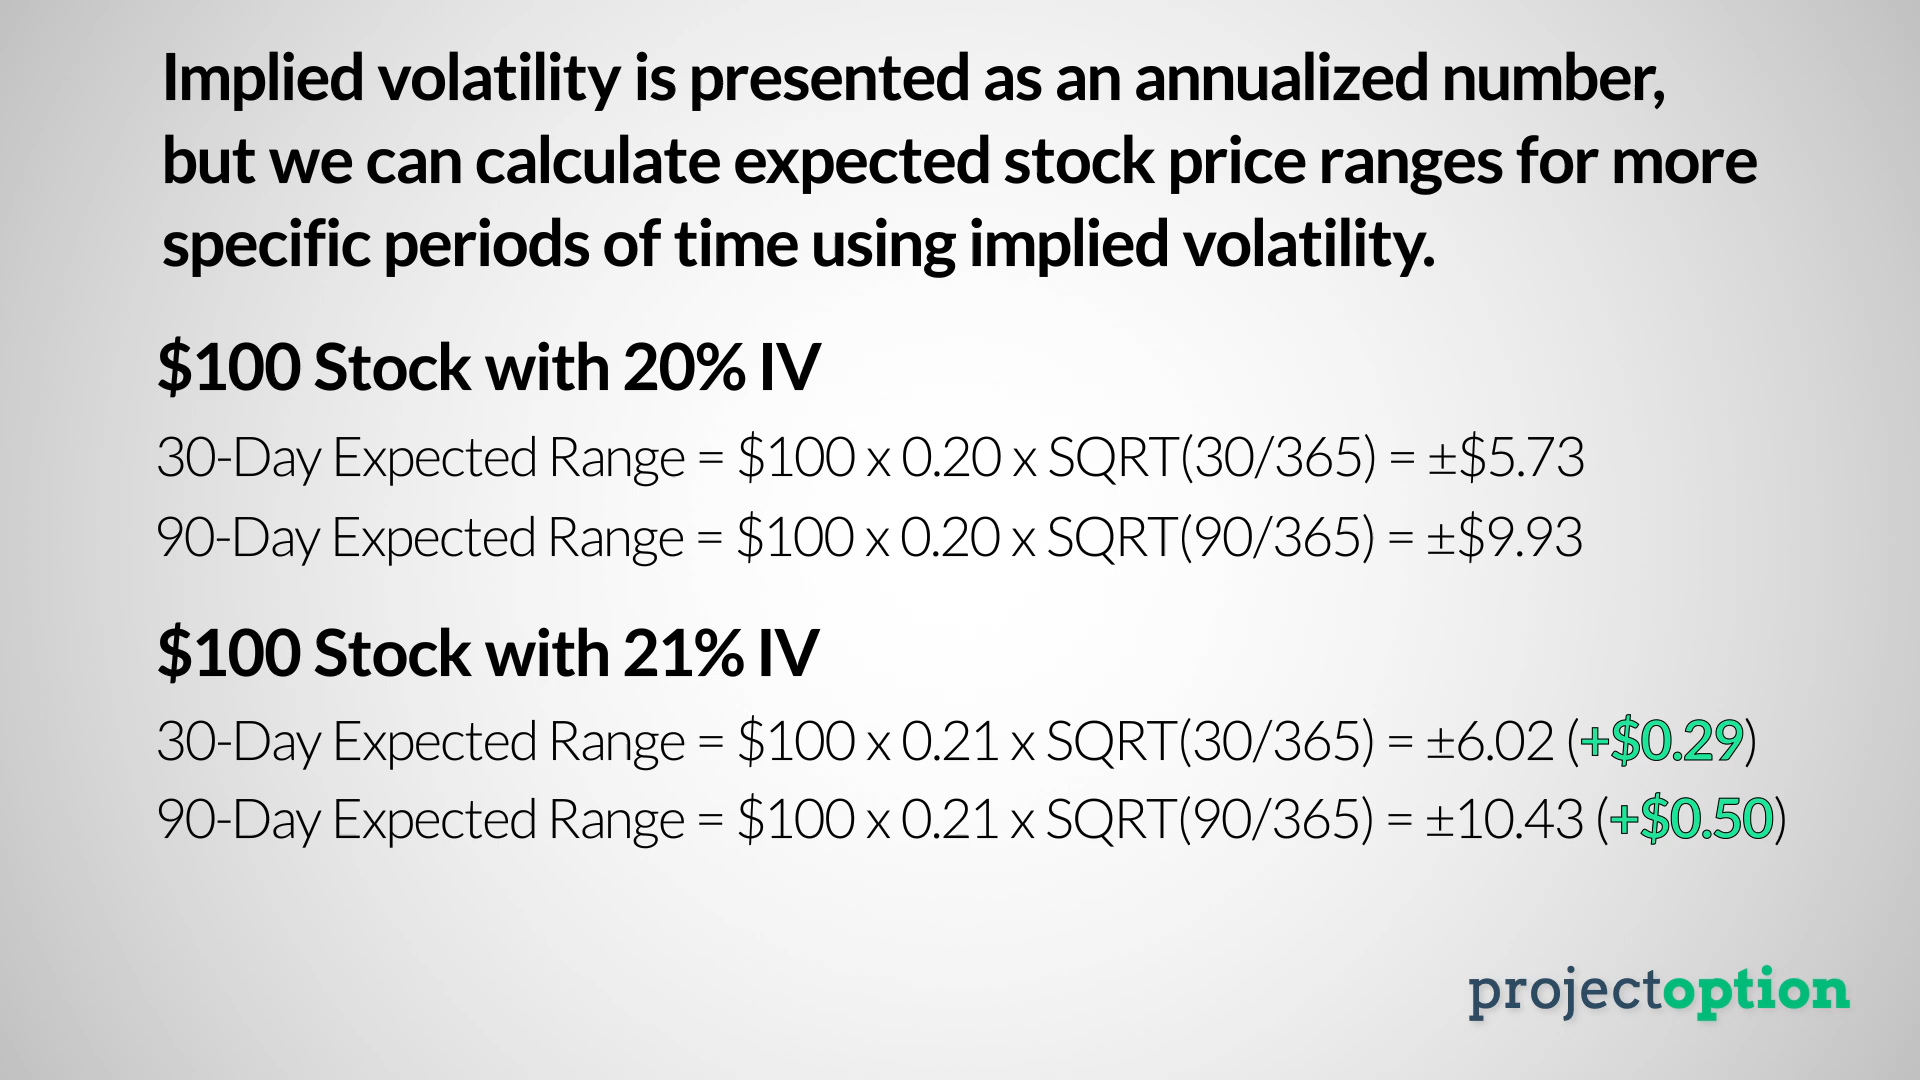 Implied volatility is presented as an annualized number,
but we can calculate expected stock price ranges for more
specific periods of time using implied volatility.
$100 Stock with 20% IV
30-Day Expected Range = $100 x 0.20 x SQRT(30/365) = ±$5.73
90-Day Expected Range = $100 x 0.20 x SQRT(90/365) = ±$9.93
$100 Stock with 21% IV
30-Day Expected Range = $100 x 0.21 x SQRT(30/365) = ±6.02 (+$0.29)
90-Day Expected Range = $100 x 0.21 x SQRT(90/365) = ±10.43 (+$0.50)
projectoption